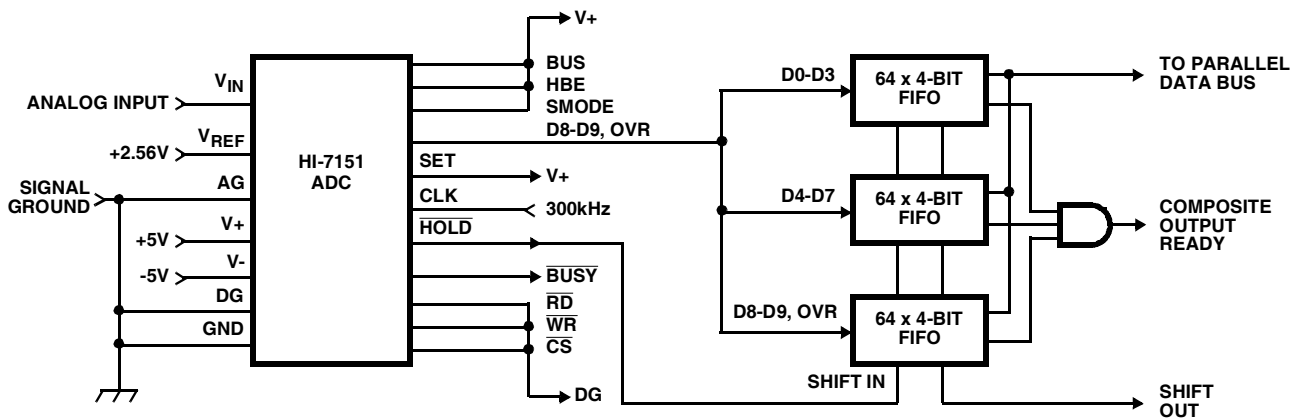 V+
BUS
HBE
SMODE
D8-D9, OVR
SET
V+
CLK
300kHz
HOLD
BUSY
RD
WR
CS
DG
ANALOG INPUT
VIN
+2.56V
VREF
SIGNAL
GROUND
AG
+5V
V+
-5V
V-
DG
GND
HI-7151
ADC
D0-D3
64 x 4-BIT
FIFO
D4-D7
64 x 4-BIT
FIFO
D8-D9, OVR
64 x 4-BIT
FIFO
SHIFT IN
TO PARALLEL
DATA BUS
COMPOSITE
OUTPUT
READY
SHIFT
OUT